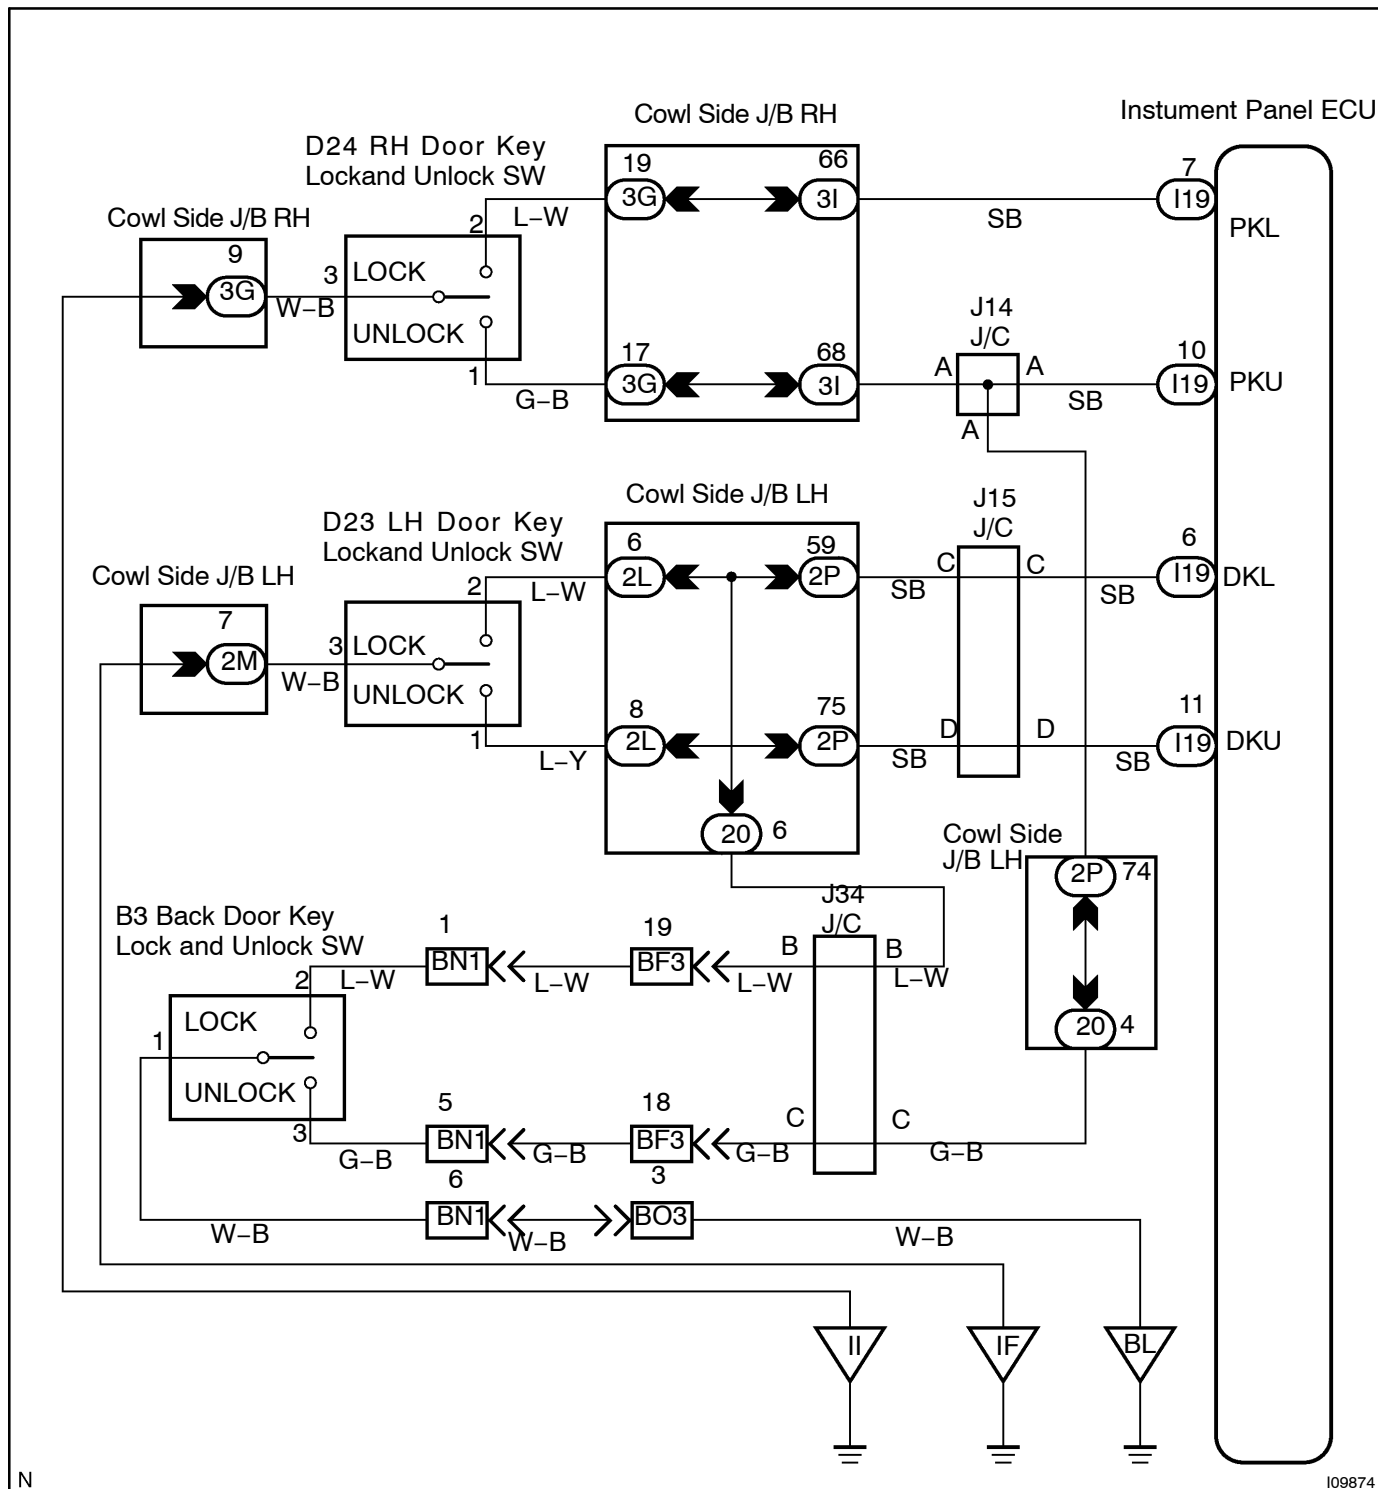 Cowl Side J/B RH
Instument Panel ECU
D24 RH Door Key
Lockand Unlock SW
19
66
7
3G
3I
I19
Cowl Side J/B RH
2
L–W
SB
PKL
9
3
LOCK
3G
W–B
UNLOCK
J14
J/C
17
68
10
1
3G
3I
A
A
I19
PKU
G–B
SB
A
Cowl Side J/B LH
J15
J/C
D23 LH Door Key
Lockand Unlock SW
6
59
6
Cowl Side J/B LH
2
2L
2P
C
C
I19
DKL
L–W
SB
SB
7
3
LOCK
2M
W–B
UNLOCK
8
75
11
1
2L
2P
D
D
I19
DKU
L–Y
SB
SB
20
6
Cowl Side
J/B LH
2P
74
J34
J/C
B3 Back Door Key
Lock and Unlock SW
1
19
BN1
BF3
B
B
2
L–W
L–W
L–W
L–W
LOCK
1
UNLOCK
20
4
5
18
C
C
3
BN1
BF3
G–B
G–B
G–B
G–B
6
3
BN1
BO3
W–B
W–B
W–B
II
IF
BL
N
I09874